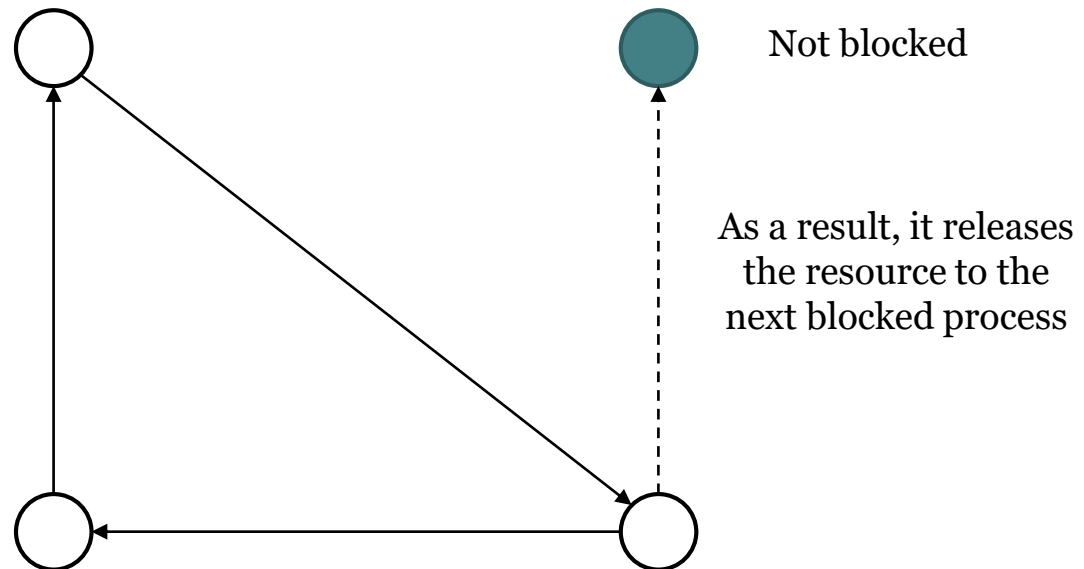 Not blocked
As a result, it releases
the resource to the
next blocked process